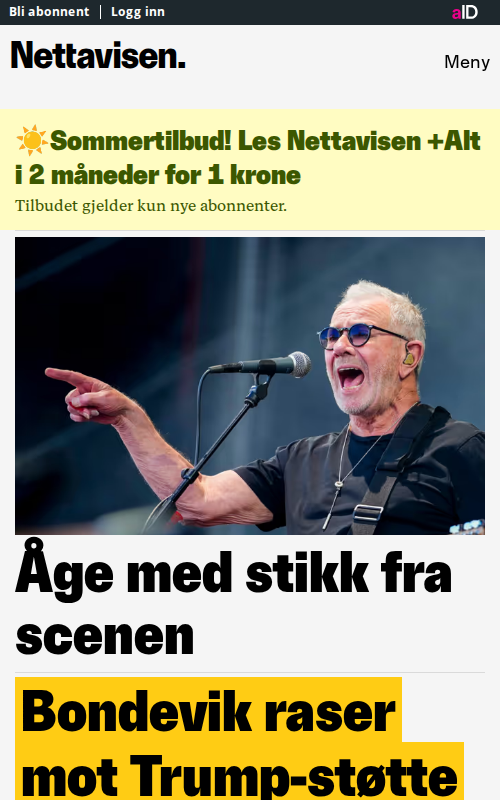 Bli abonnent | Logg inn
aID
Nettavisen.
Meny
☀️Sommertilbud! Les Nettavisen +Alt
i 2 måneder for 1 krone
Tilbudet gjelder kun nye abonnenter.
Åge med stikk fra
scenen
Bondevik raser
mot Trump-støtte